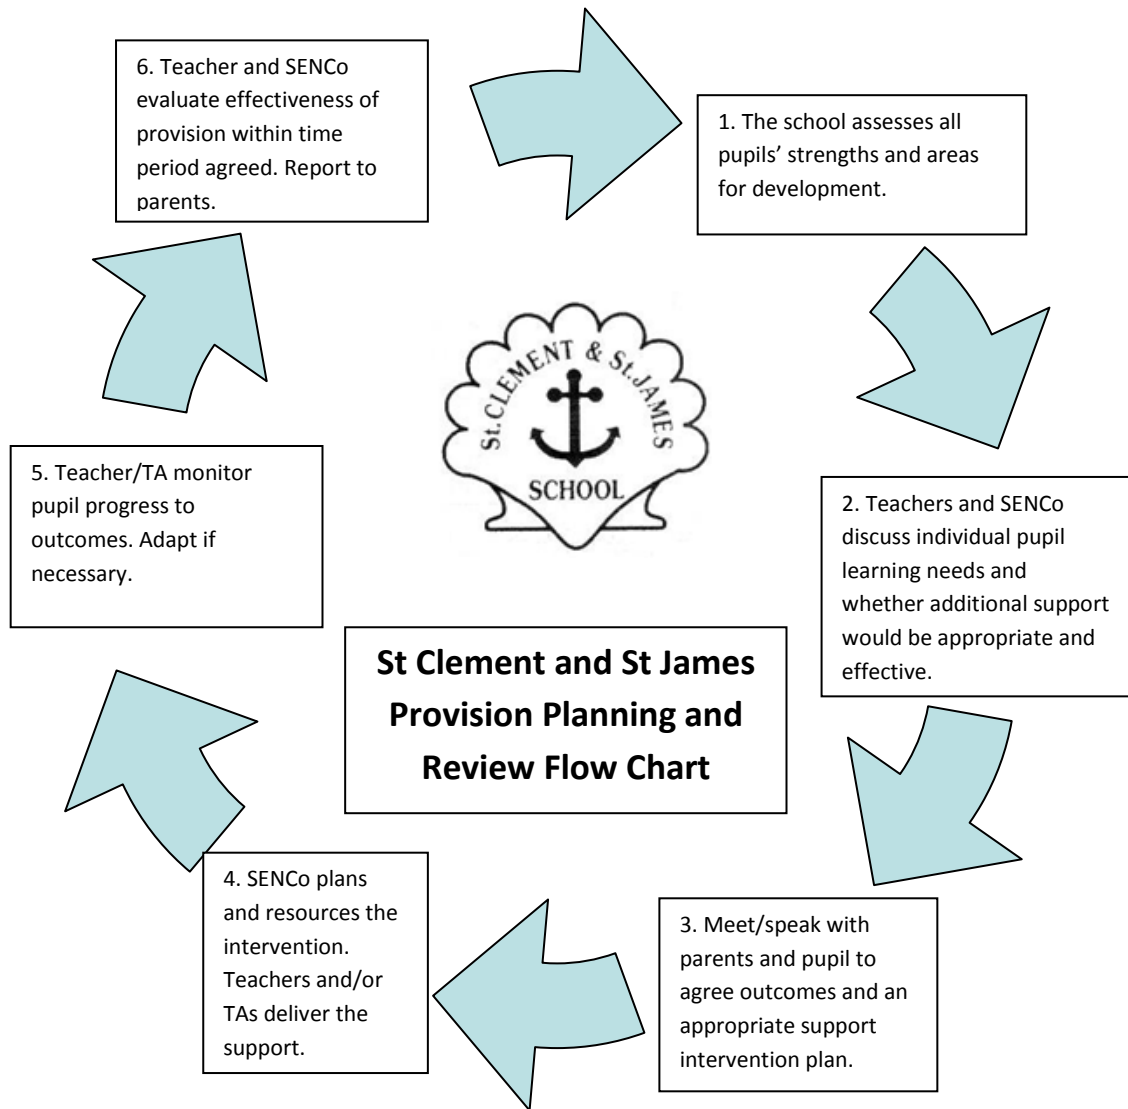 6. Teacher and SENCo
evaluate effectiveness of
provision within time
period agreed. Report to
parents.
1. The school assesses all
pupils’ strengths and areas
for development.
St.CLEMENT & St.JAMES
SCHOOL
5. Teacher/TA monitor
pupil progress to
outcomes. Adapt if
necessary.
2. Teachers and SENCo
discuss individual pupil
learning needs and
whether additional support
would be appropriate and
effective.
St Clement and St James
Provision Planning and
Review Flow Chart
4. SENCo plans
and resources the
intervention.
Teachers and/or
TAs deliver the
support.
3. Meet/speak with
parents and pupil to
agree outcomes and an
appropriate support
intervention plan.